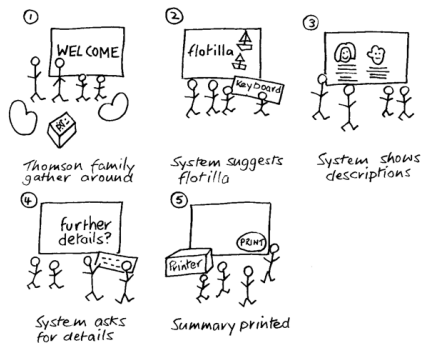 1
WELCOME
Thomson family
gather around
2
flotilla
Keyboard
System suggests
flotilla
3
System shows
descriptions
4
further
details?
System asks
for details
5
PRINT
Printer
Summary printed